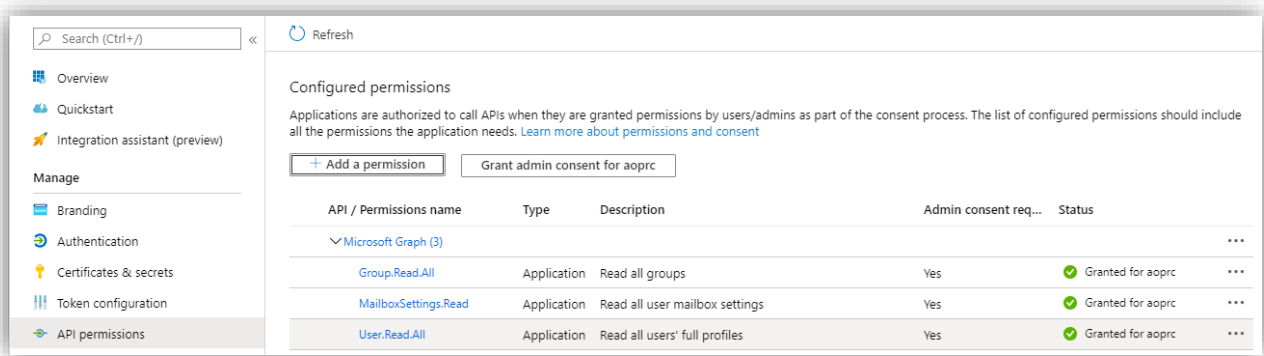 Search (Ctrl+/)
«
Overview
Quickstart
Integration assistant (preview)
Manage
Branding
Authentication
Certificates & secrets
Token configuration
API permissions
Refresh
Configured permissions
Applications are authorized to call APIs when they are granted permissions by users/admins as part of the consent process. The list of configured permissions should include
all the permissions the application needs. Learn more about permissions and consent
+ Add a permission Grant admin consent for aoprc
API / Permissions name Type Description Admin consent req... Status
Microsoft Graph (3) ...
Group.Read.All Application Read all groups Yes Granted for aoprc ...
MailboxSettings.Read Application Read all user mailbox settings Yes Granted for aoprc ...
User.Read.All Application Read all users' full profiles Yes Granted for aoprc ...